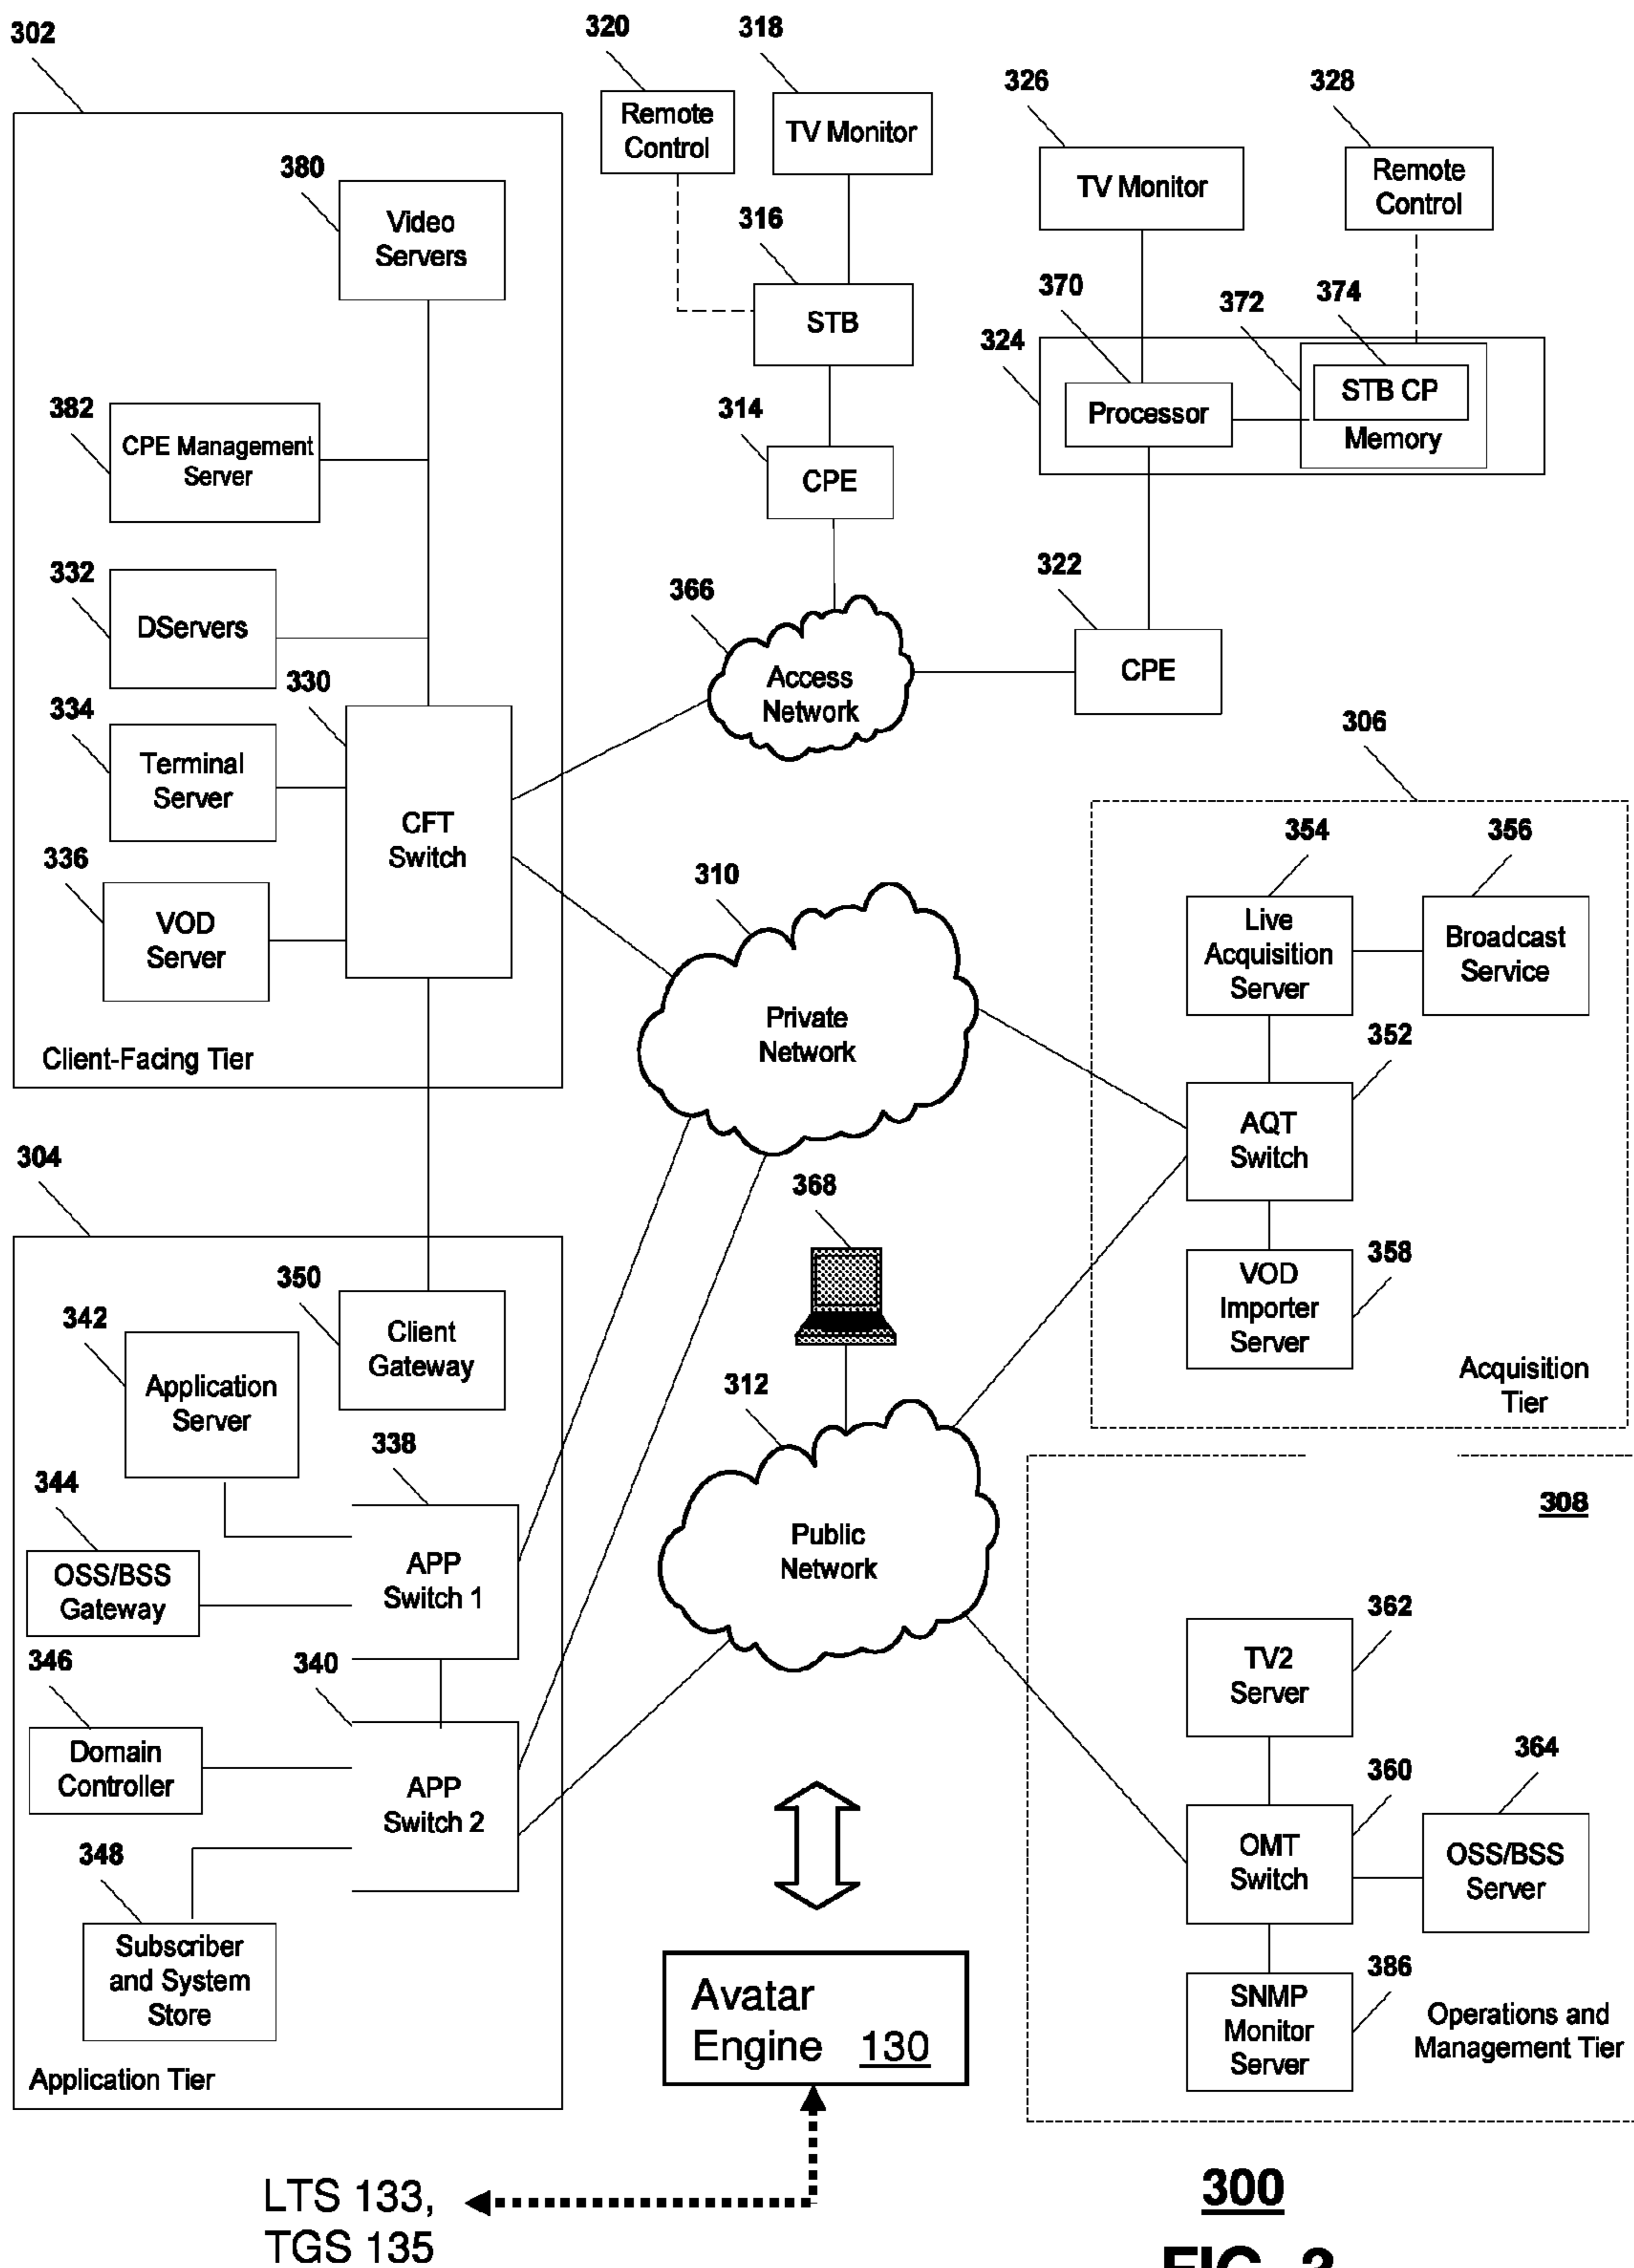 302
320
318
326
328
Remote
Control
TV Monitor
TV Monitor
Remote
Control
380
Video
Servers
316
STB
370
372
374
324
STB CP
Processor
Memory
382
CPE Management
Server
314
CPE
332
DServers
322
CPE
366
Access
Network
330
334
Terminal
Server
CFT
Switch
336
VOD
Server
Client-Facing Tier
306
354
356
Live
Acquisition
Server
Broadcast
Service
310
Private
Network
352
AQT
Switch
358
VOD
Importer
Server
Acquisition
Tier
304
368
350
Client
Gateway
342
Application
Server
312
Public
Network
338
344
OSS/BSS
Gateway
APP
Switch 1
346
340
Domain
Controller
APP
Switch 2
348
Subscriber
and System
Store
Application Tier
308
362
TV2
Server
360
364
OMT
Switch
OSS/BSS
Server
386
SNMP
Monitor
Server
Operations and
Management Tier
Avatar
Engine 130
LTS 133,
TGS 135
300